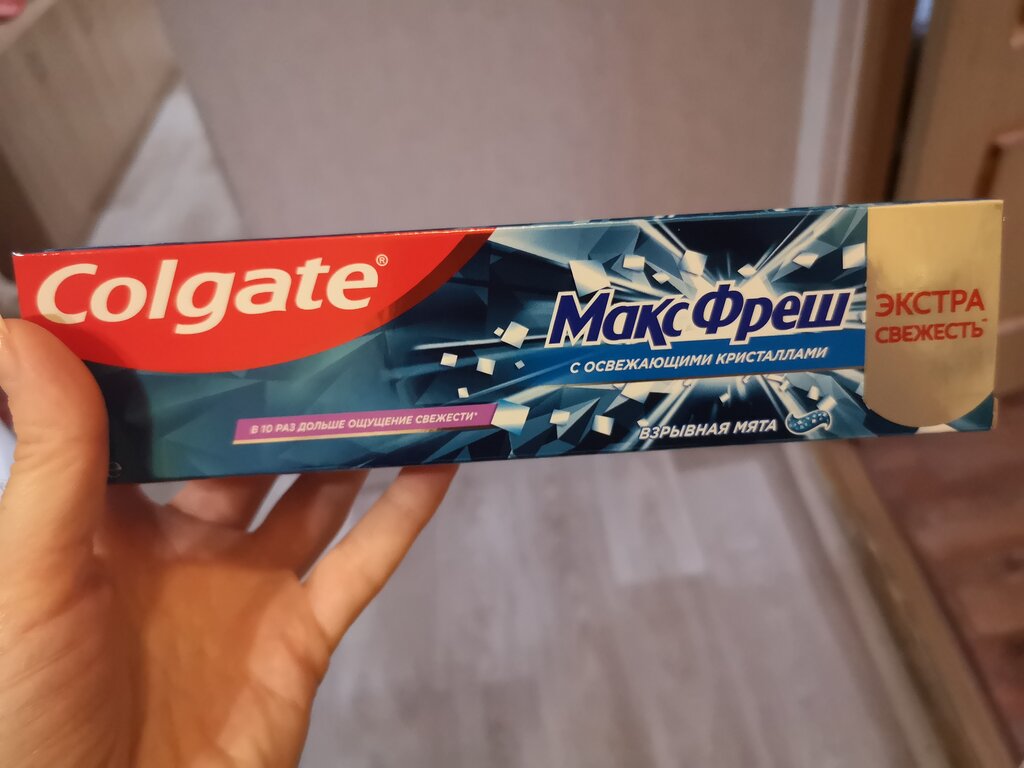 Colgate®
МаксФреш
С ОСВЕЖАЮЩИМИ КРИСТАЛЛАМИ
ЭКСТРА
СВЕЖЕСТЬ
В 10 РАЗ ДОЛЬШЕ ОЩУЩЕНИЕ СВЕЖЕСТИ*
ВЗРЫВНАЯ МЯТА